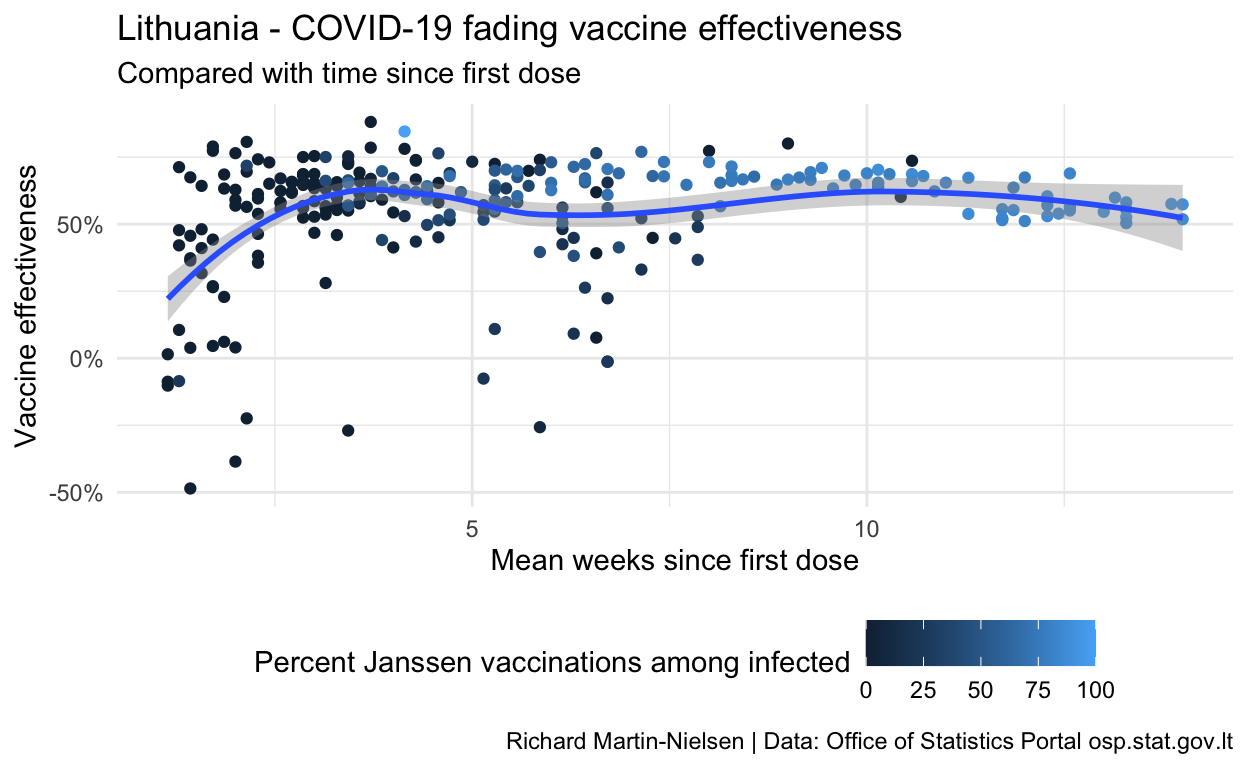 Lithuania - COVID-19 fading vaccine effectiveness
Compared with time since first dose
Vaccine effectiveness
50%
0%
-50%
5
10
Mean weeks since first dose
Percent Janssen vaccinations among infected
0
25
50
75
100
Richard Martin-Nielsen | Data: Office of Statistics Portal osp.stat.gov.lt